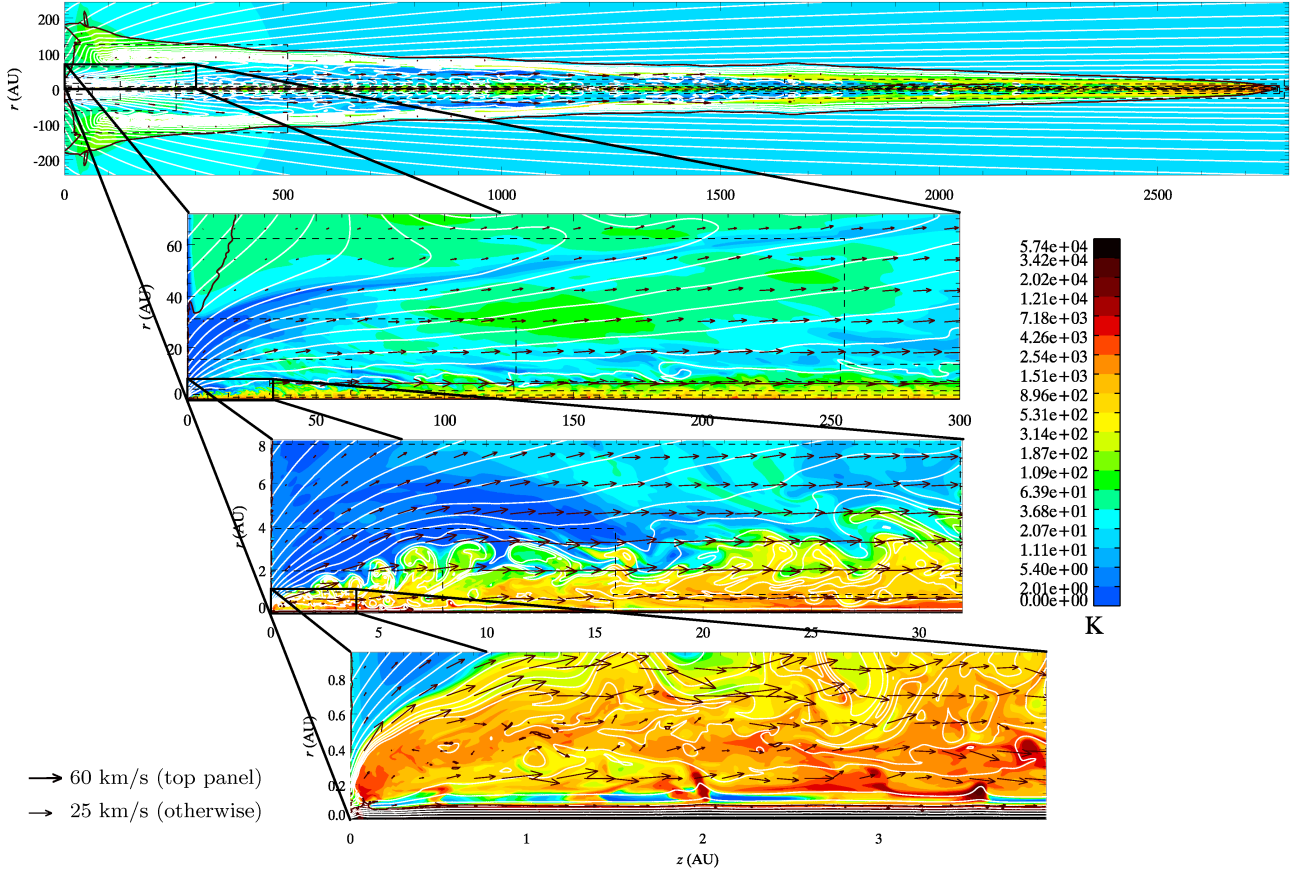 200
100
r (AU)
0
-100
-200
0 500 1000 1500 2000 2500
60
40
r (AU)
20
0
0 50 100 150 200 250 300
8
6
4
r (AU)
2
0
0 5 10 15 20 25 30
0.8
0.6
r (AU)
0.4
0.2
0.0
0 1 2 3
z (AU)
5.74e+04
3.42e+04
2.02e+04
1.21e+04
7.18e+03
4.26e+03
2.54e+03
1.51e+03
8.96e+02
5.31e+02
3.14e+02
1.87e+02
1.09e+02
6.39e+01
3.68e+01
2.07e+01
1.11e+01
5.40e+00
2.01e+00
0.00e+00
K
60 km/s (top panel)
25 km/s (otherwise)